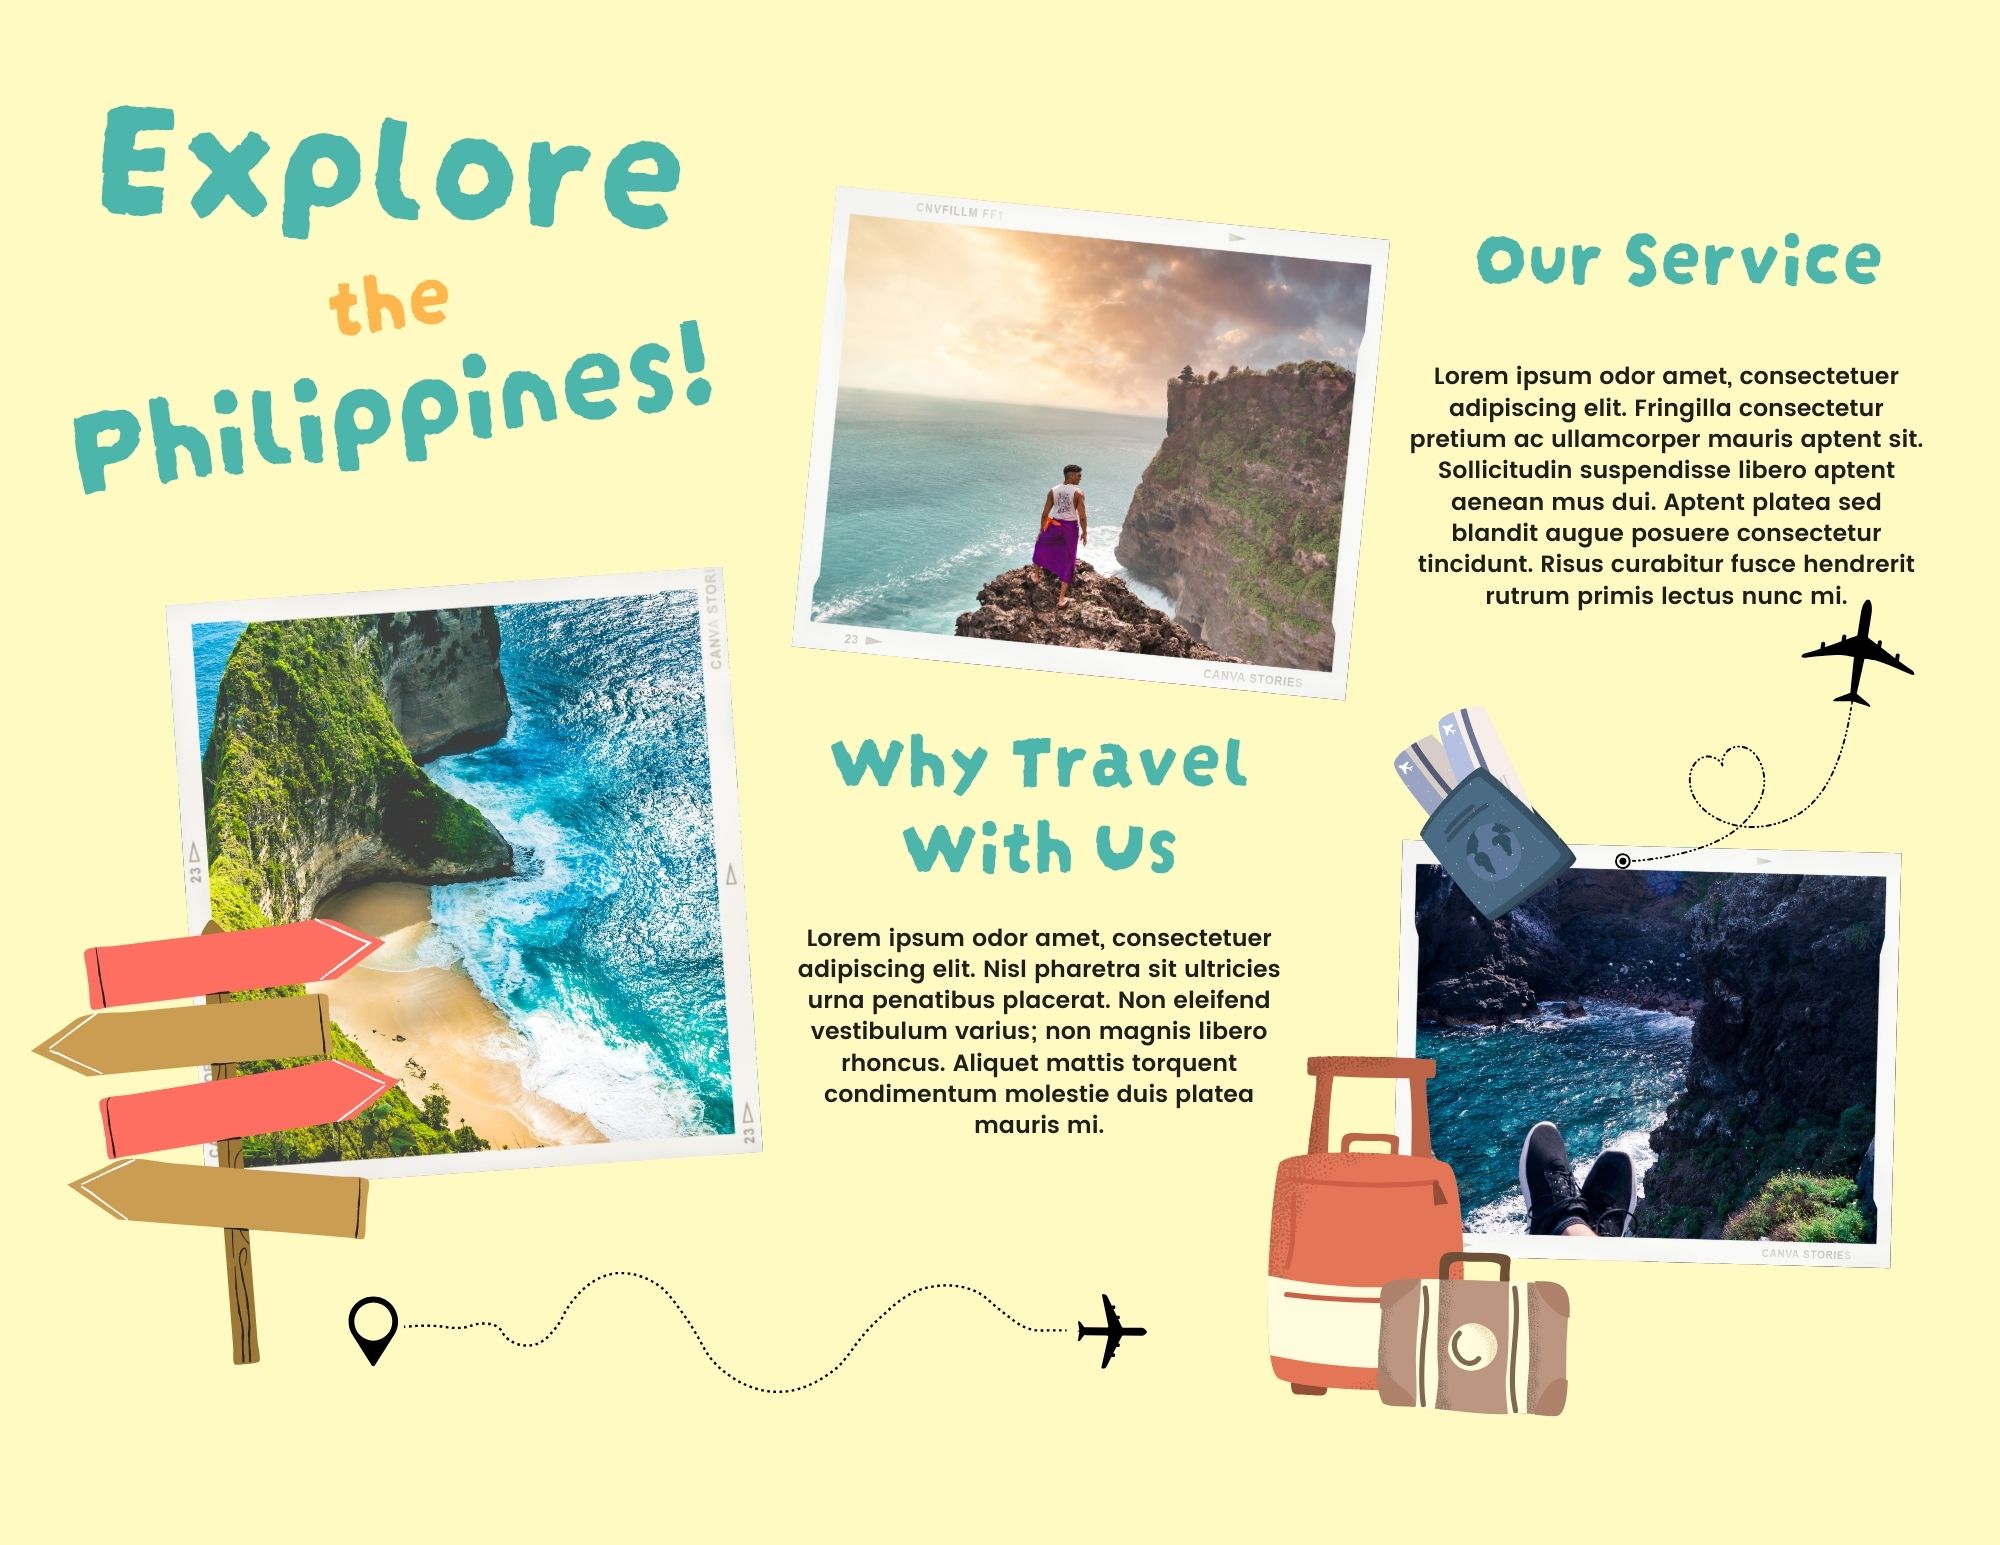 Explore
the
Philippines!
CNVFILLM FF1
23
CANVA STORIES
Our Service
Lorem ipsum odor amet, consectetuer
adipiscing elit. Fringilla consectetur
pretium ac ullamcorper mauris aptent sit.
Sollicitudin suspendisse libero aptent
aenean mus dui. Aptent platea sed
blandit augue posuere consectetur
tincidunt. Risus curabitur fusce hendrerit
rutrum primis lectus nunc mi.
CANVA STORI
23
23
Why Travel
With Us
Lorem ipsum odor amet, consectetuer
adipiscing elit. Nisl pharetra sit ultricies
urna penatibus placerat. Non eleifend
vestibulum varius; non magnis libero
rhoncus. Aliquet mattis torquent
condimentum molestie duis platea
mauris mi.
CANVA STORIES